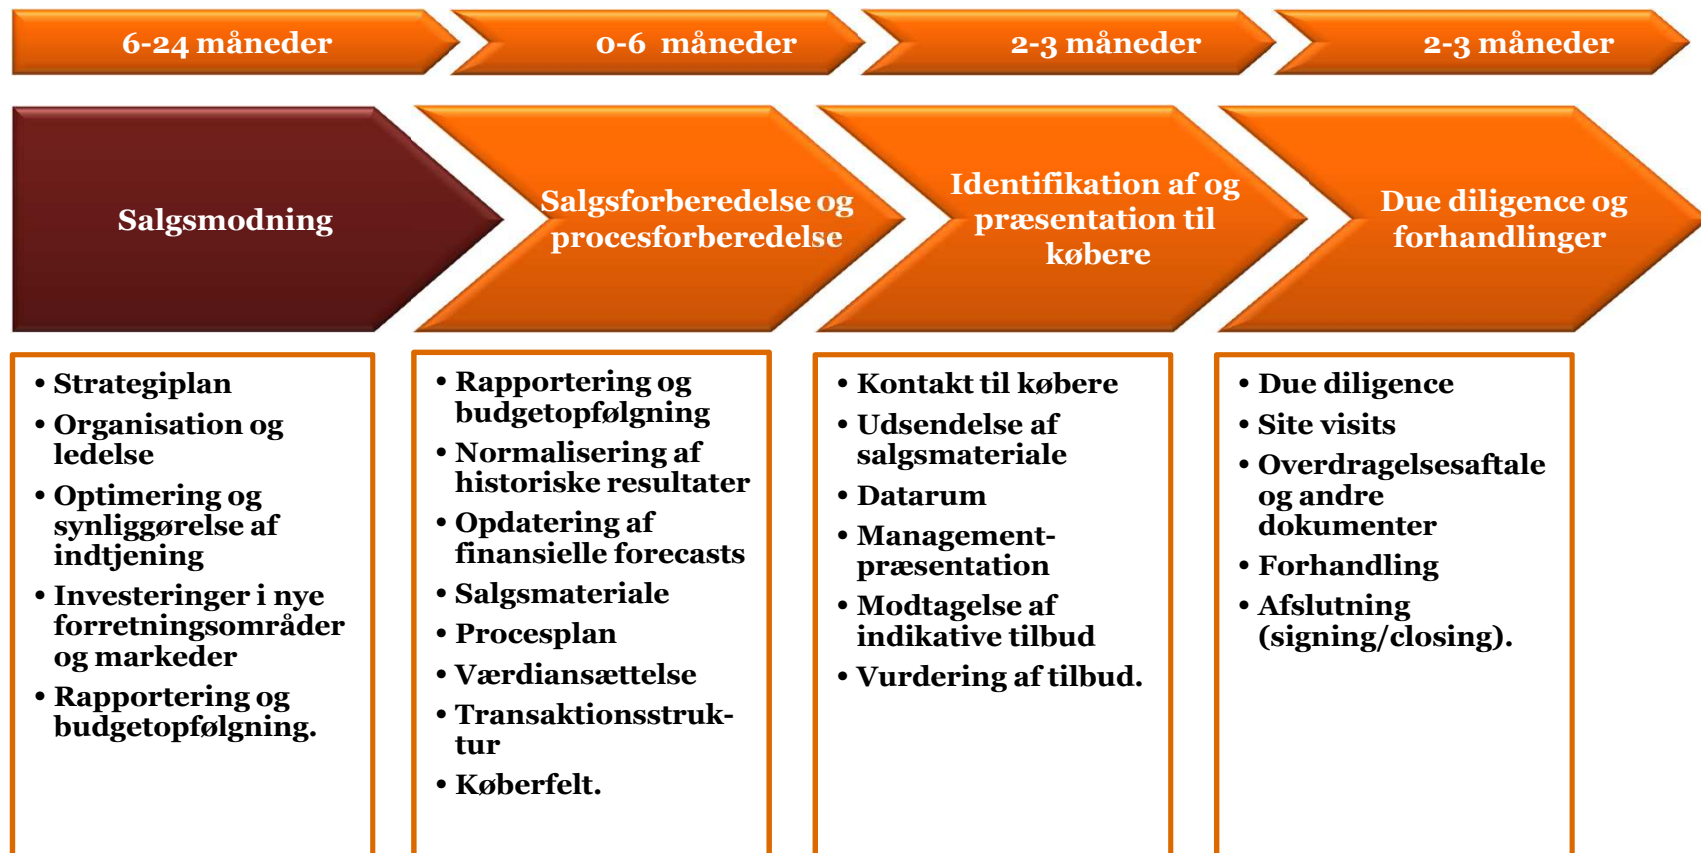 6-24 måneder
0-6 måneder
2-3 måneder
2-3 måneder
Salgsmodning
Salgsforberedelse og
procesforberedelse
Identifikation af og
præsentation til
købere
Due diligence og
forhandlinger
• Strategiplan
• Organisation og
ledelse
• Optimering og
synliggørelse af
indtjening
• Investeringer i nye
forretningsområder
og markeder
• Rapportering og
budgetopfølgning.
• Rapportering og
budgetopfølgning
• Normalisering af
historiske resultater
• Opdatering af
finansielle forecasts
• Salgsmateriale
• Procesplan
• Værdiansættelse
• Transaktionsstruk-
tur
• Køberfelt.
• Kontakt til købere
• Udsendelse af
salgsmateriale
• Datarum
• Management-
præsentation
• Modtagelse af
indikative tilbud
• Vurdering af tilbud.
• Due diligence
• Site visits
• Overdragelsesaftale
og andre
dokumenter
• Forhandling
• Afslutning
(signing/closing).